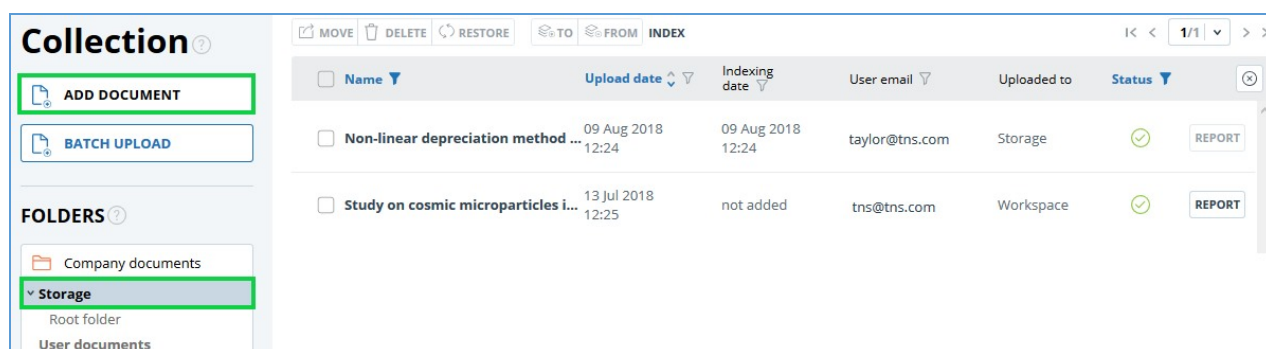 Collection ?
ADD DOCUMENT
BATCH UPLOAD
FOLDERS ?
Company documents
Storage
Root folder
User documents
MOVE DELETE RESTORE TO FROM INDEX 1/1
Name Upload date Indexing date User email Uploaded to Status
Non-linear depreciation method ... 09 Aug 2018 12:24 09 Aug 2018 12:24 taylor@tns.com Storage REPORT
Study on cosmic microparticles i... 13 Jul 2018 12:25 not added tns@tns.com Workspace REPORT